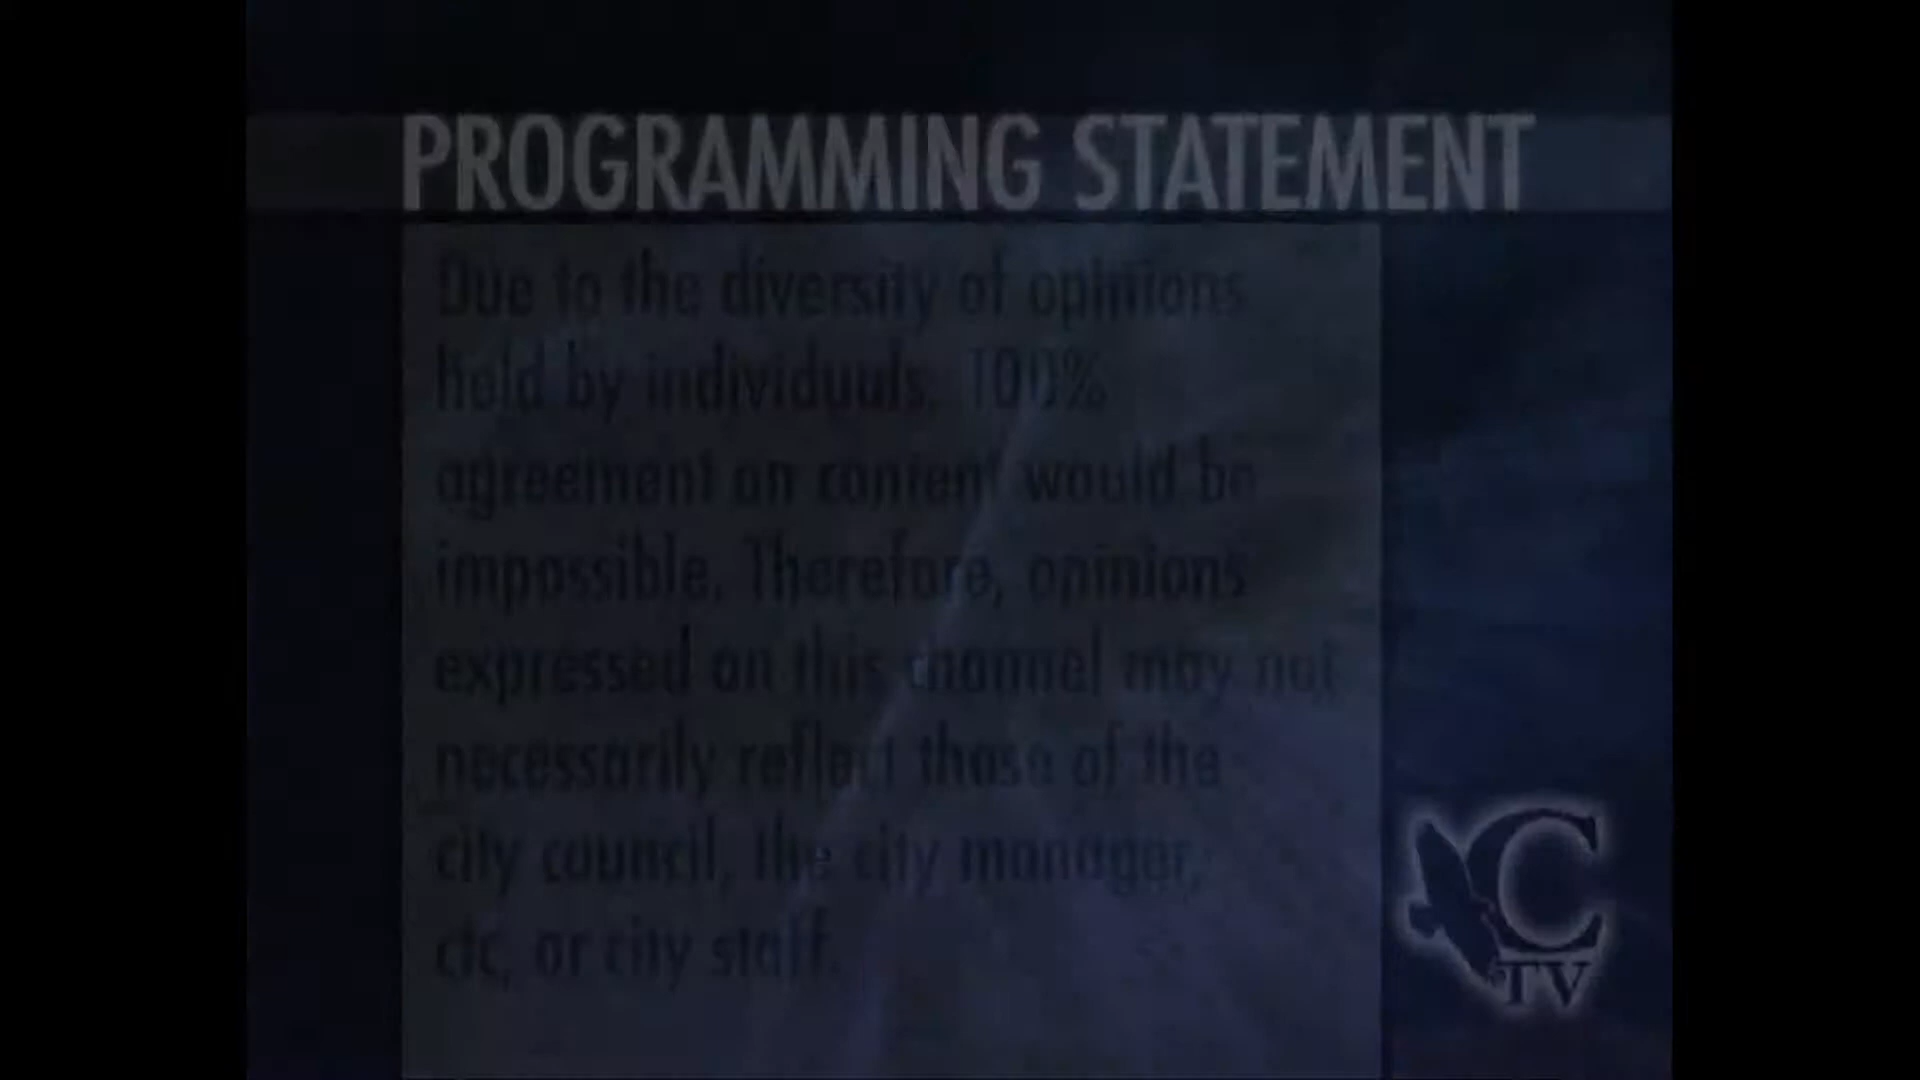 PROGRAMMING STATEMENT
Due to the diversity of opinions
held by individuals, 100%
agreement on content would be
impossible. Therefore, opinions
expressed on this channel may not
necessarily reflect those of the
city council, the city manager,
ctc, or city staff.
C
TV